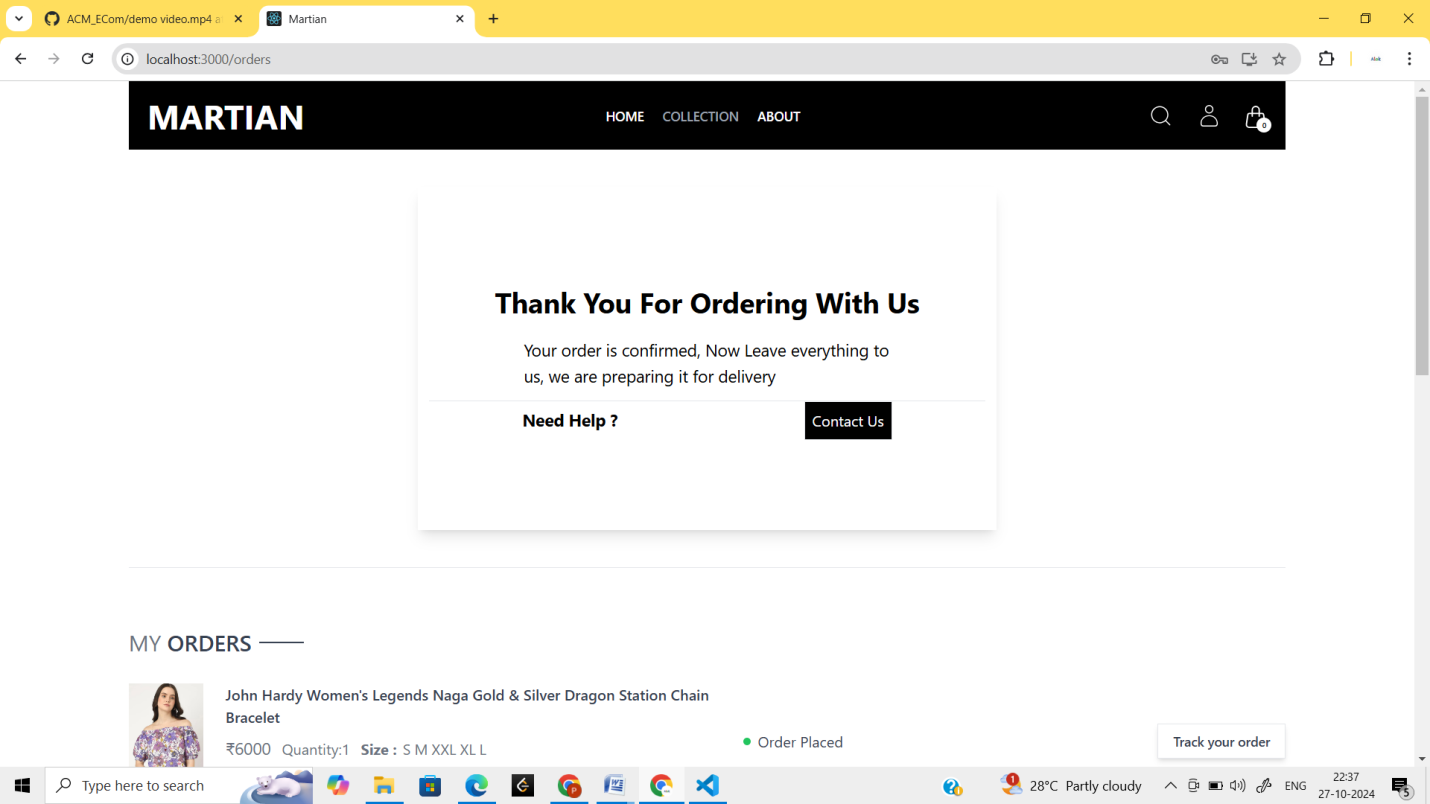 ACM_ECom/demo video.mp4 a
Martian
localhost:3000/orders
Alok
MARTIAN
HOME COLLECTION ABOUT
0
Thank You For Ordering With Us
Your order is confirmed, Now Leave everything to
us, we are preparing it for delivery
Need Help ?
Contact Us
MY ORDERS
John Hardy Women's Legends Naga Gold & Silver Dragon Station Chain
Bracelet
₹6000 Quantity:1 Size : S M XXL XL L
Order Placed
Track your order
Type here to search
1
28°C Partly cloudy
ENG
22:37
27-10-2024
5